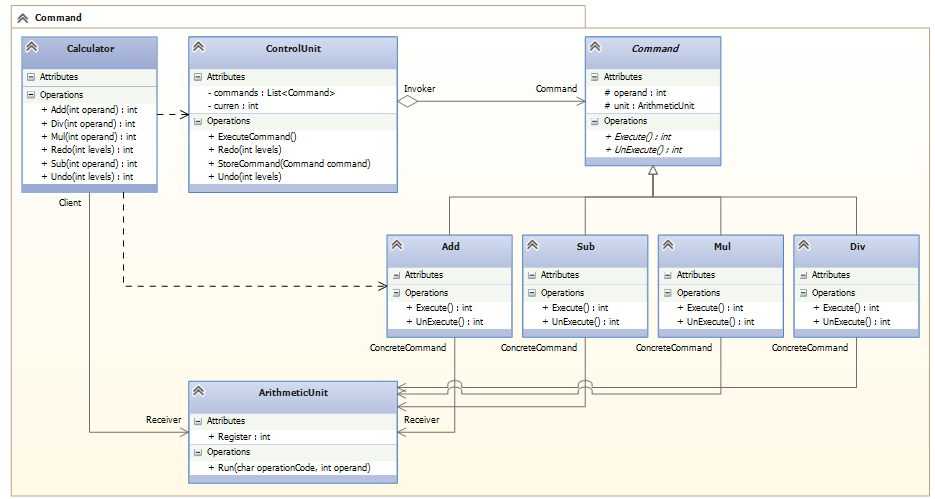 Command
Calculator
Attributes
Operations
+ Add(int operand) : int
+ Div(int operand) : int
+ Mul(int operand) : int
+ Redo(int levels) : int
+ Sub(int operand) : int
+ Undo(int levels) : int
Client
ControlUnit
Attributes
- commands : List<Command>
- curren : int
Operations
+ ExecuteCommand()
+ Redo(int levels)
+ StoreCommand(Command command)
+ Undo(int levels)
Invoker
Command
Command
Attributes
# operand : int
# unit : ArithmeticUnit
Operations
+ Execute() : int
+ UnExecute() : int
Add
Attributes
Operations
+ Execute() : int
+ UnExecute() : int
ConcreteCommand
Sub
Attributes
Operations
+ Execute() : int
+ UnExecute() : int
ConcreteCommand
Mul
Attributes
Operations
+ Execute() : int
+ UnExecute() : int
ConcreteCommand
Div
Attributes
Operations
+ Execute() : int
+ UnExecute() : int
ConcreteCommand
Receiver
ArithmeticUnit
Attributes
+ Register : int
Operations
+ Run(char operationCode, int operand)
Receiver